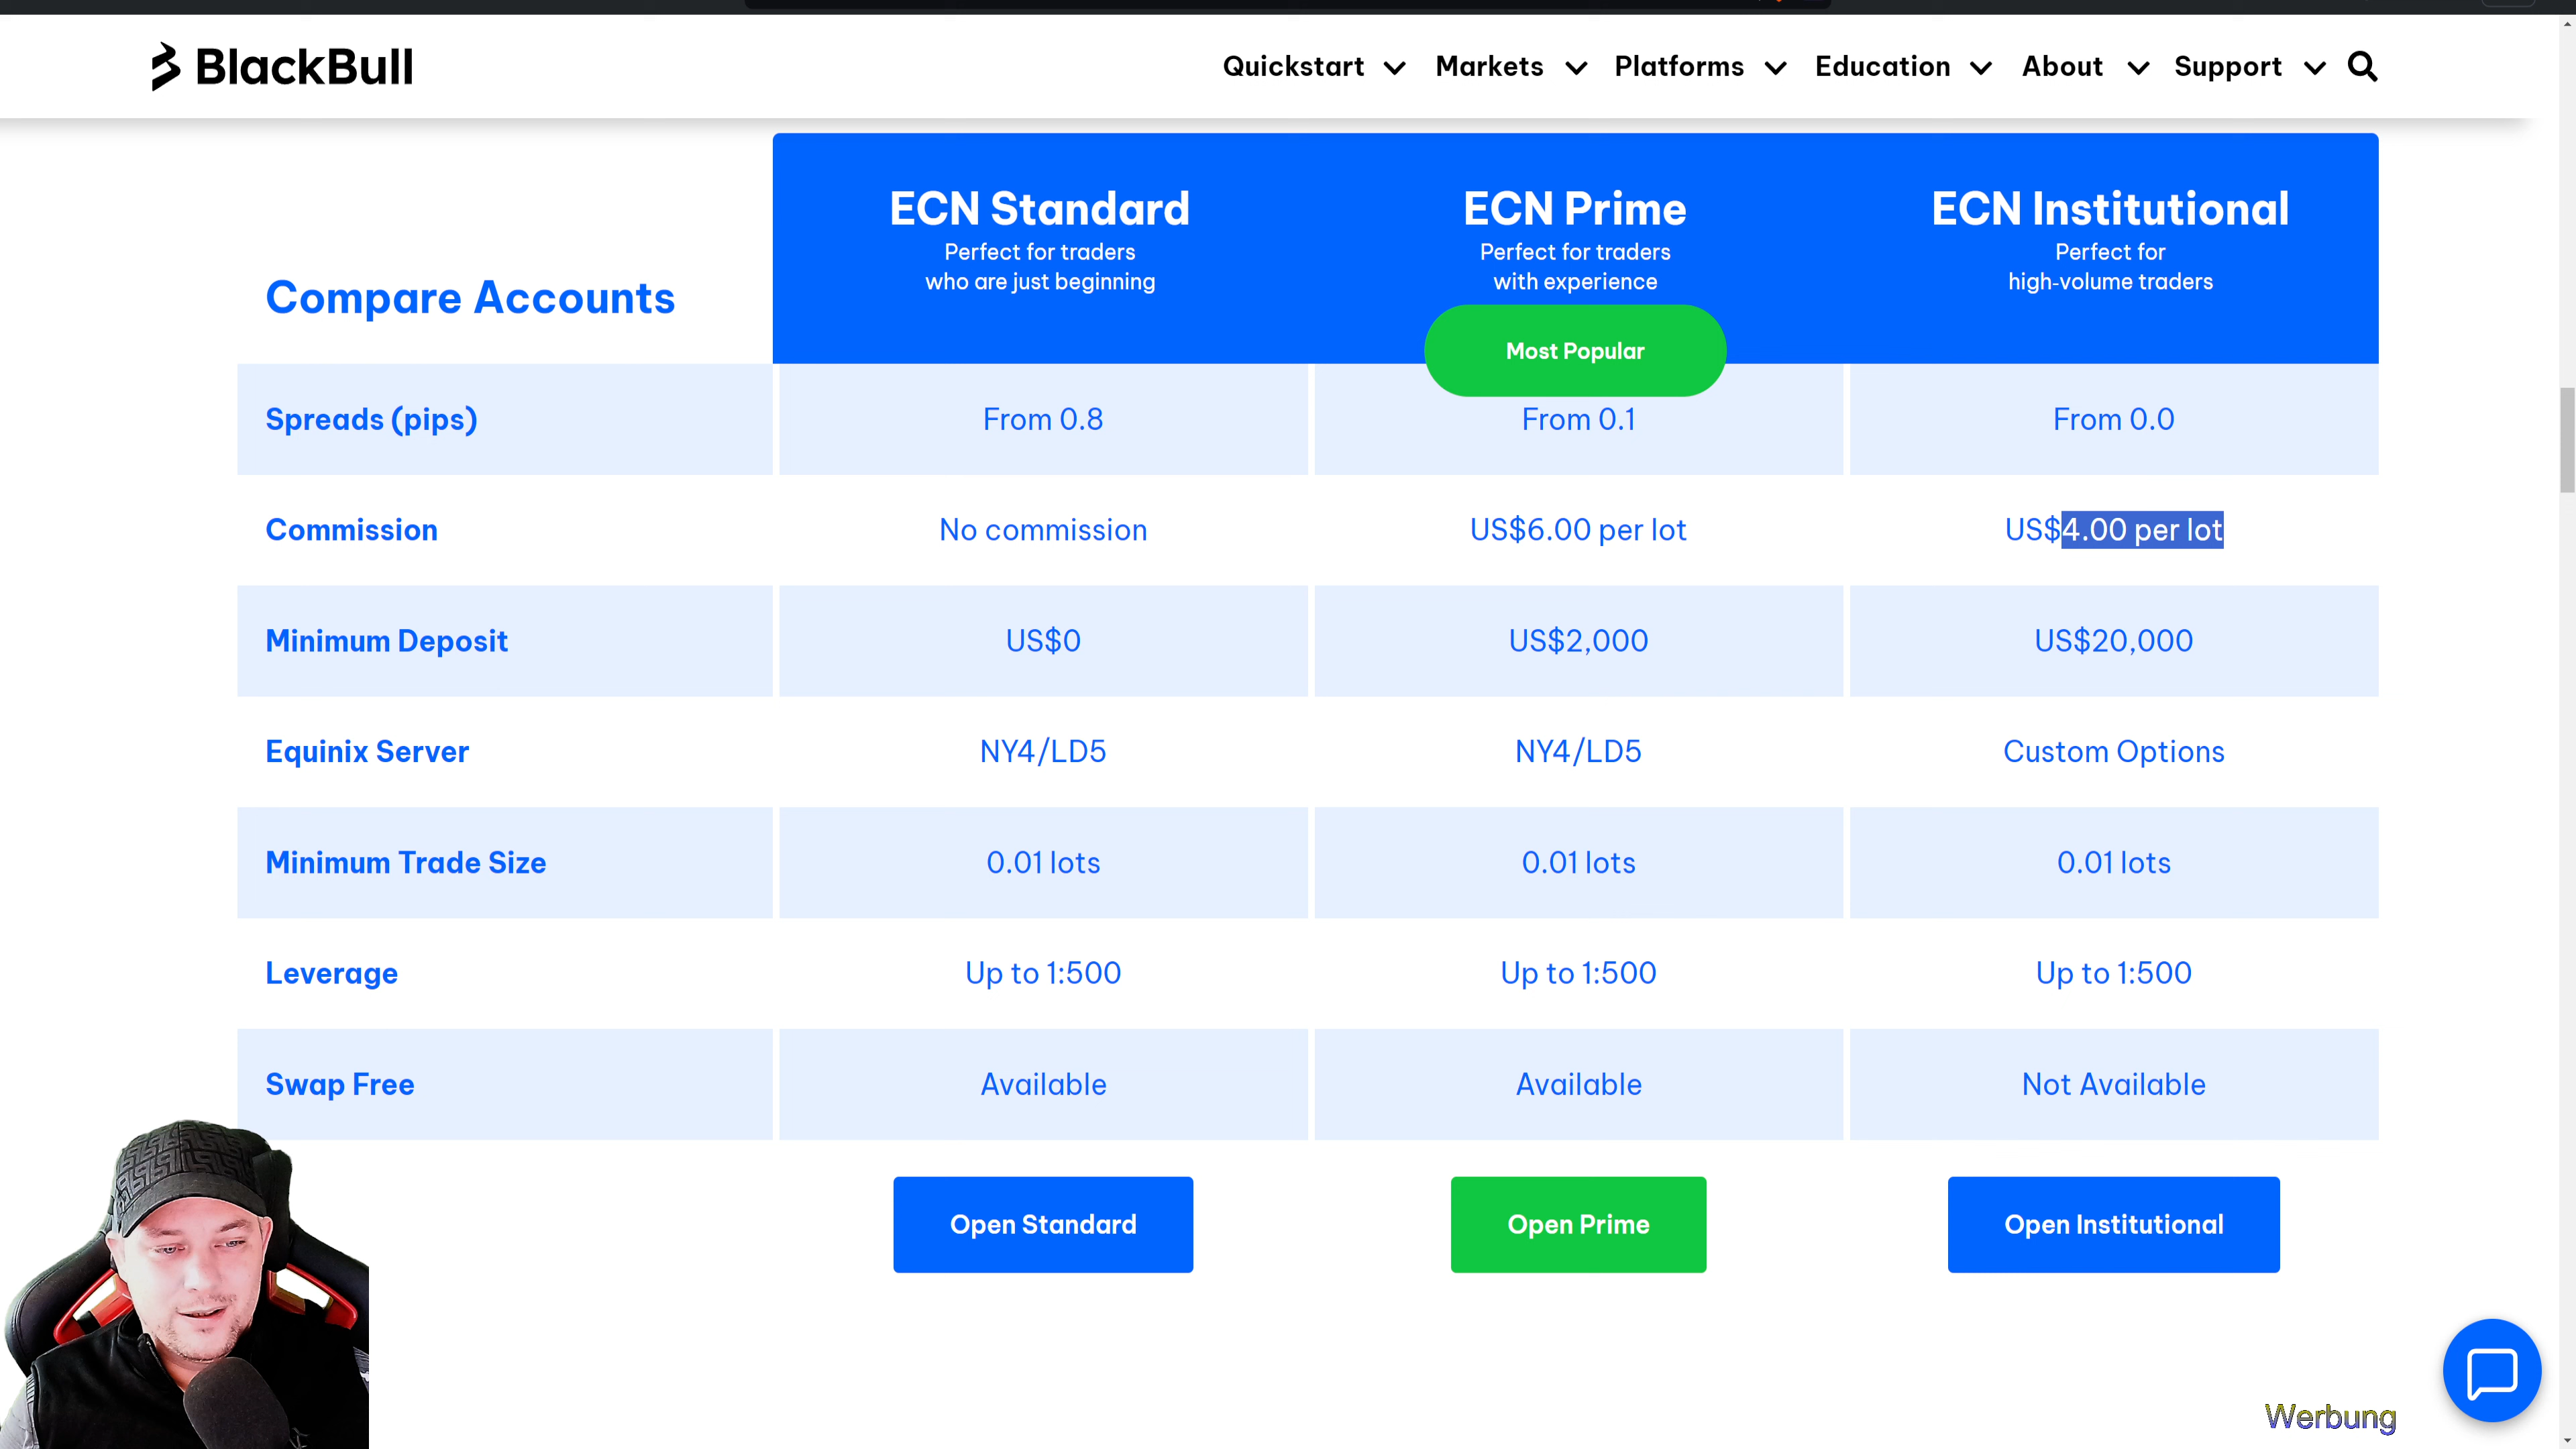 BlackBull
Quickstart Markets Platforms Education About Support
Compare Accounts
ECN Standard
Perfect for traders
who are just beginning
ECN Prime
Perfect for traders
with experience
Most Popular
ECN Institutional
Perfect for
high-volume traders
Spreads (pips) From 0.8 From 0.1 From 0.0
Commission No commission US$6.00 per lot US$4.00 per lot
Minimum Deposit US$0 US$2,000 US$20,000
Equinix Server NY4/LD5 NY4/LD5 Custom Options
Minimum Trade Size 0.01 lots 0.01 lots 0.01 lots
Leverage Up to 1:500 Up to 1:500 Up to 1:500
Swap Free Available Available Not Available
Open Standard Open Prime Open Institutional
Werbung